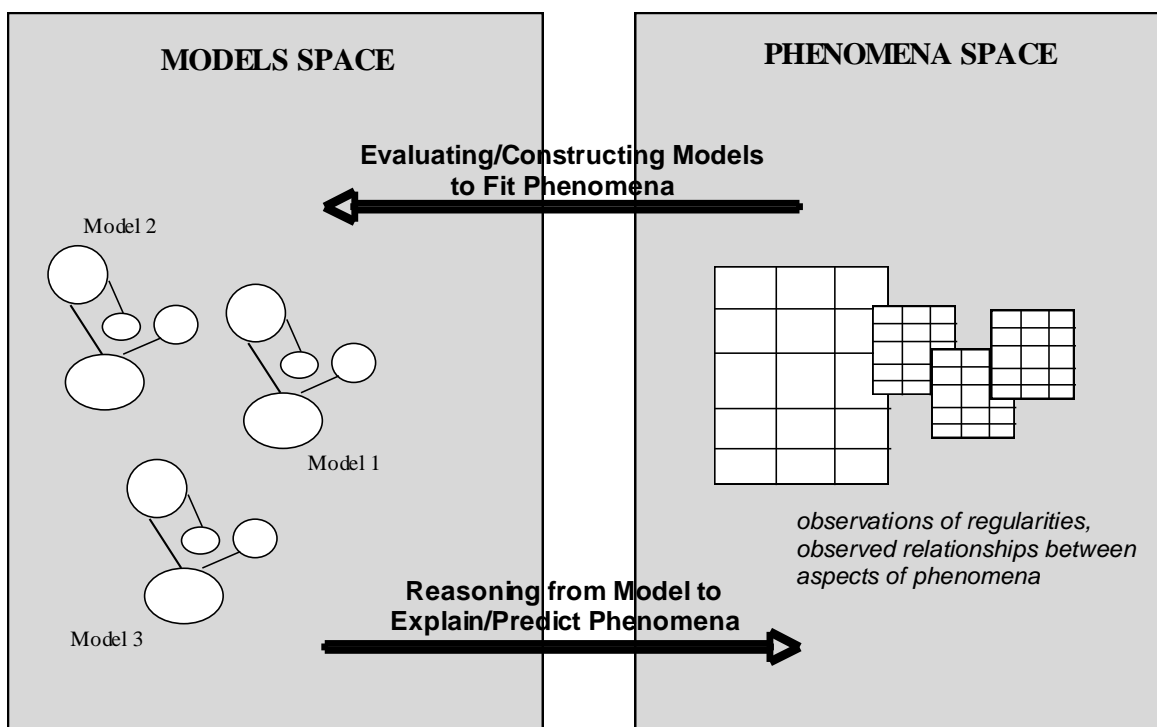 MODELS SPACE
PHENOMENA SPACE
Evaluating/Constructing Models
to Fit Phenomena
Model 2
Model 1
Model 3
observations of regularities,
observed relationships between
aspects of phenomena
Reasoning from Model to
Explain/Predict Phenomena